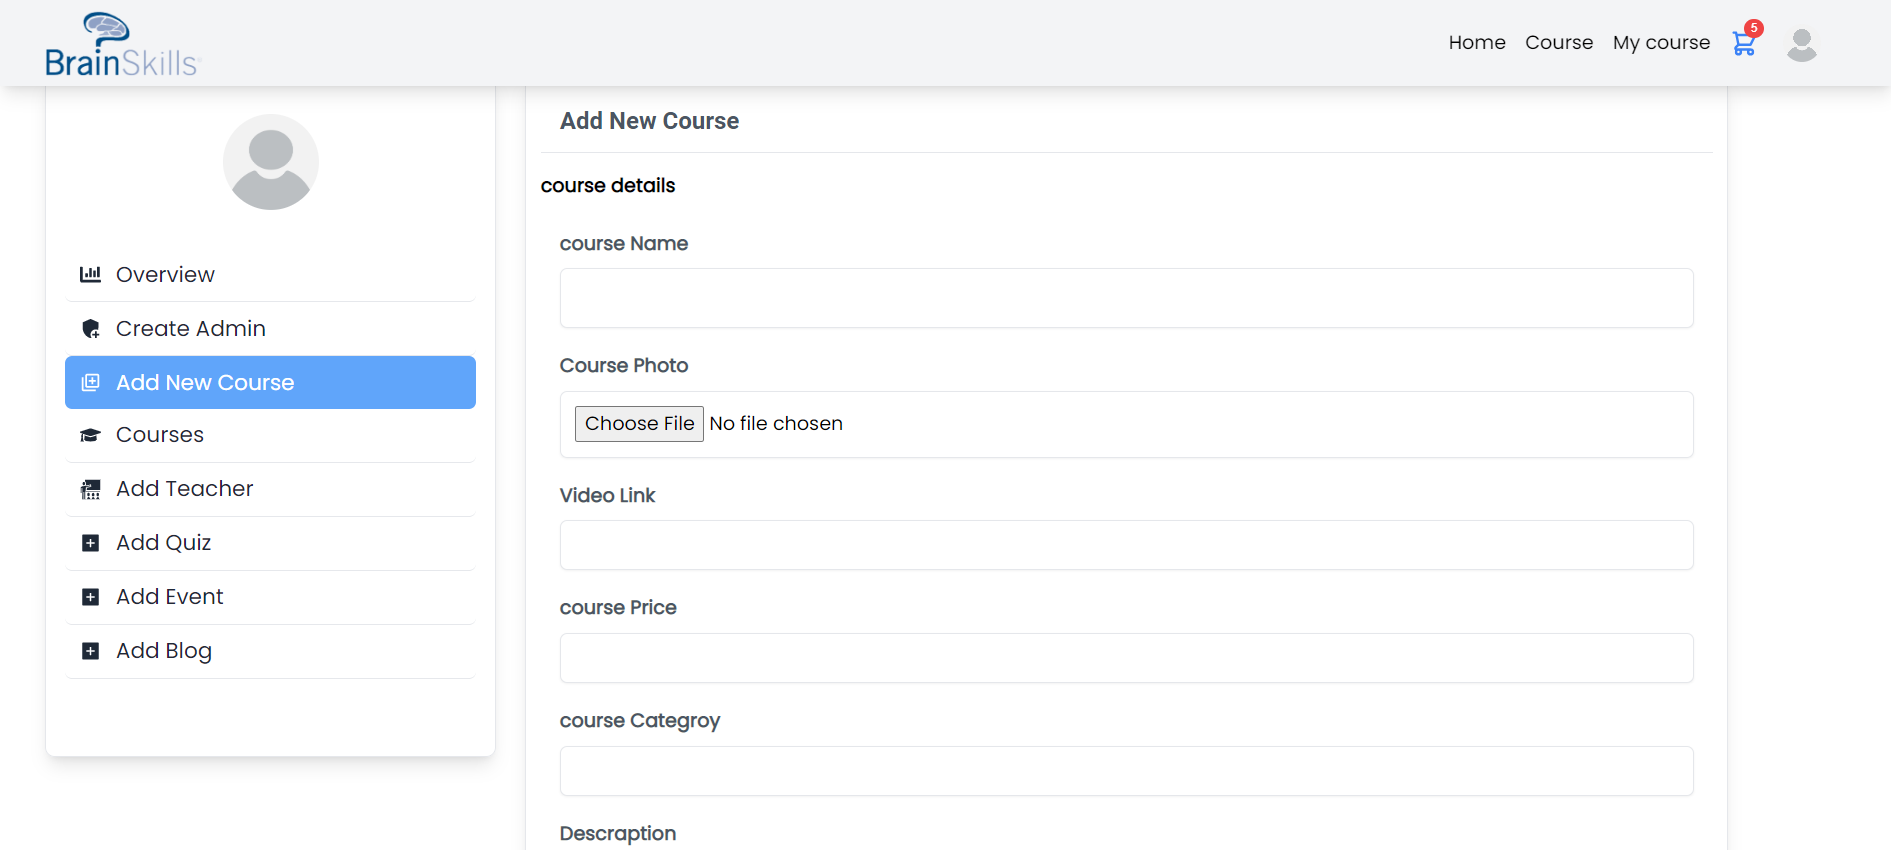 BrainSkills
Home Course My course 5
Overview
Create Admin
Add New Course
Courses
Add Teacher
Add Quiz
Add Event
Add Blog
Add New Course
course details
course Name
Course Photo
Choose File No file chosen
Video Link
course Price
course Categroy
Descraption